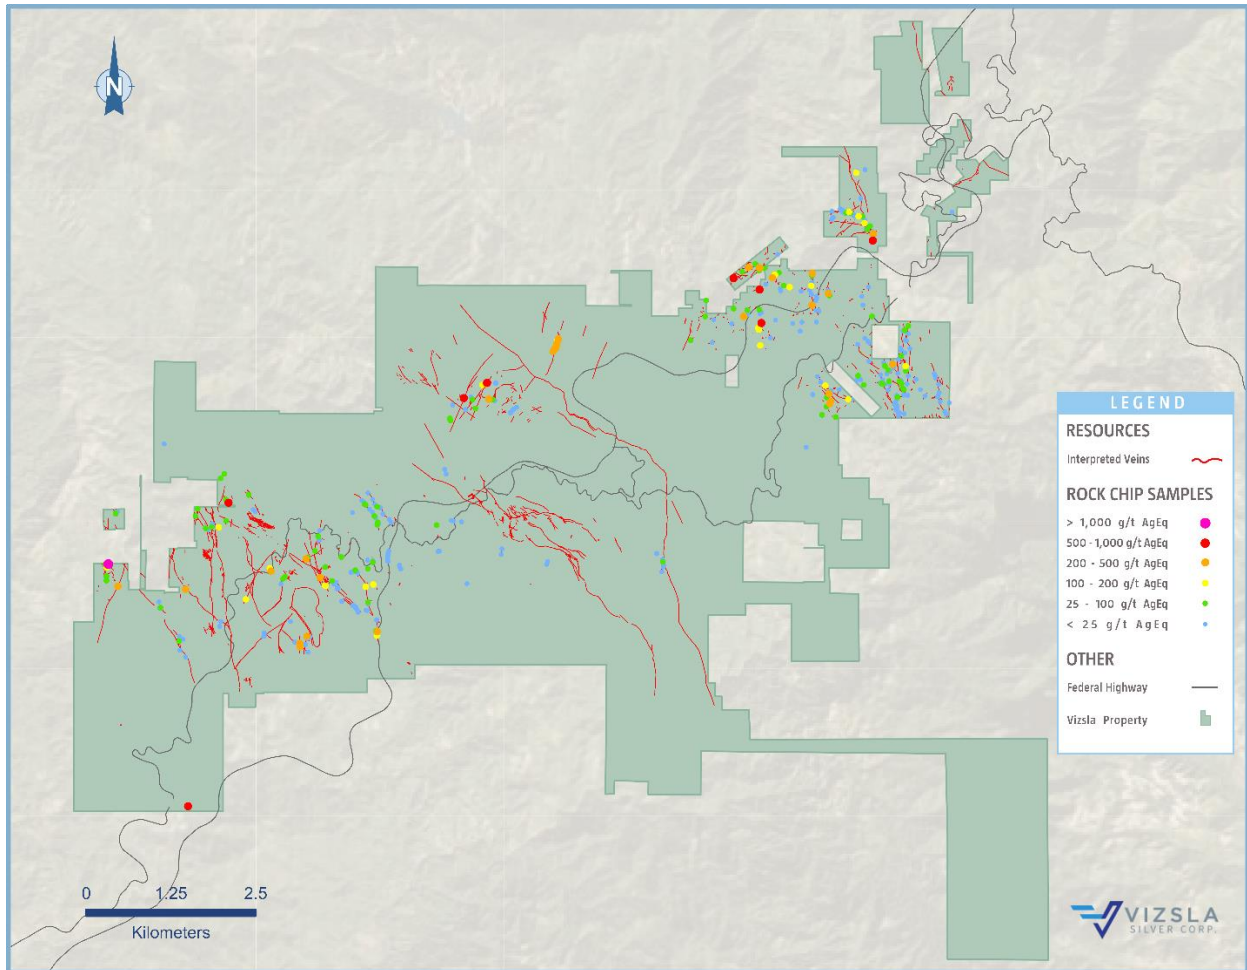 N
LEGEND
RESOURCES
Interpreted Veins
ROCK CHIP SAMPLES
> 1,000 g/t AgEq
500 - 1,000 g/t AgEq
200 - 500 g/t AgEq
100 - 200 g/t AgEq
25 - 100 g/t AgEq
< 25 g/t AgEq
OTHER
Federal Highway
Vizsla Property
0 1.25 2.5
Kilometers
VIZSLA
SILVER CORP.